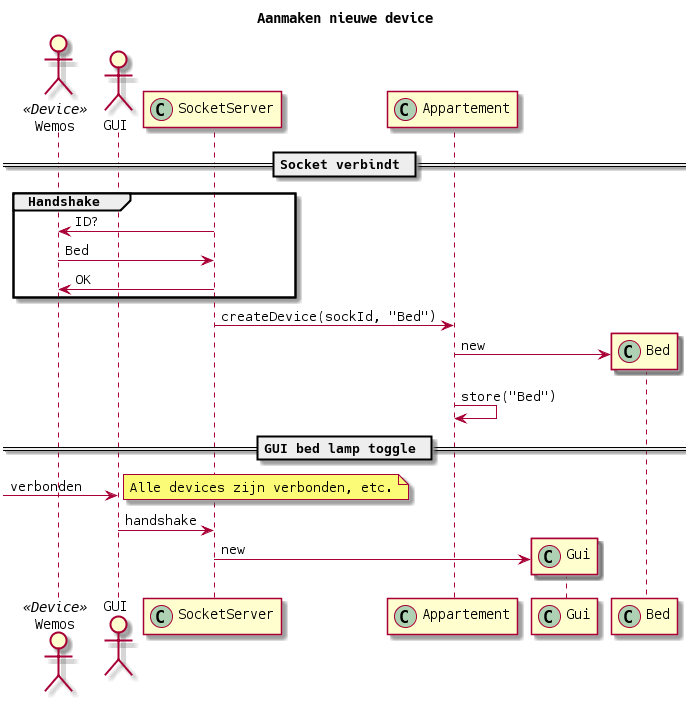 Aanmaken nieuwe device
«Device»
Wemos
GUI
C SocketServer
C Appartement
Socket verbindt
Handshake
ID?
Bed
OK
createDevice(sockId, "Bed")
new
C Bed
store("Bed")
GUI bed lamp toggle
verbonden
Alle devices zijn verbonden, etc.
handshake
new
C Gui
«Device»
Wemos
GUI
C SocketServer
C Appartement
C Gui
C Bed